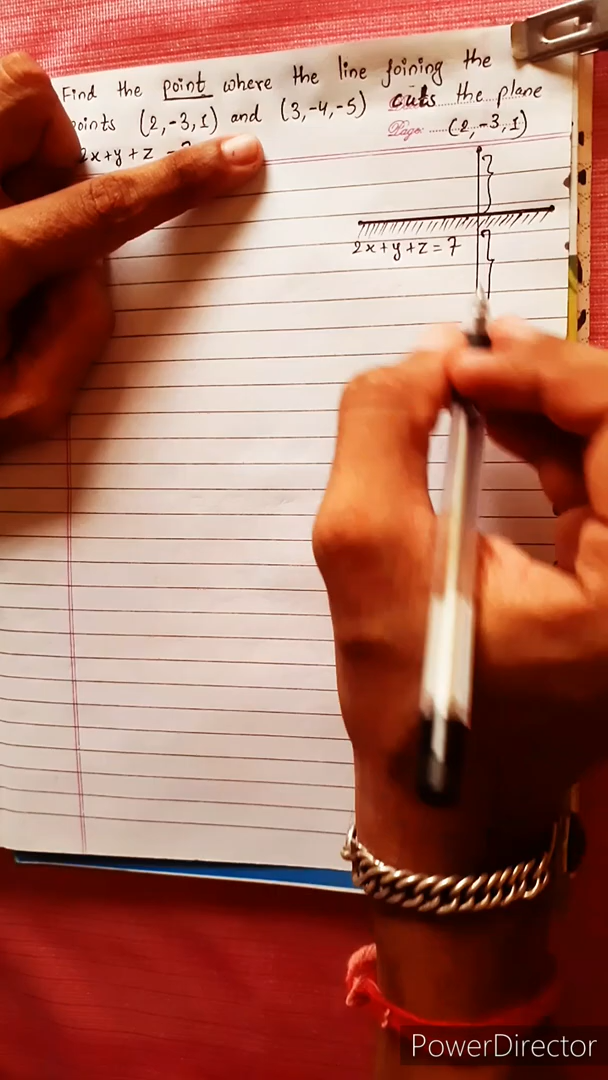 Find the point where the line joining the
points (2,-3,1) and (3,-4,-5) cuts the plane
Page: (2,-3,1)
2x+y+z =
2x+y+z=7
PowerDirector